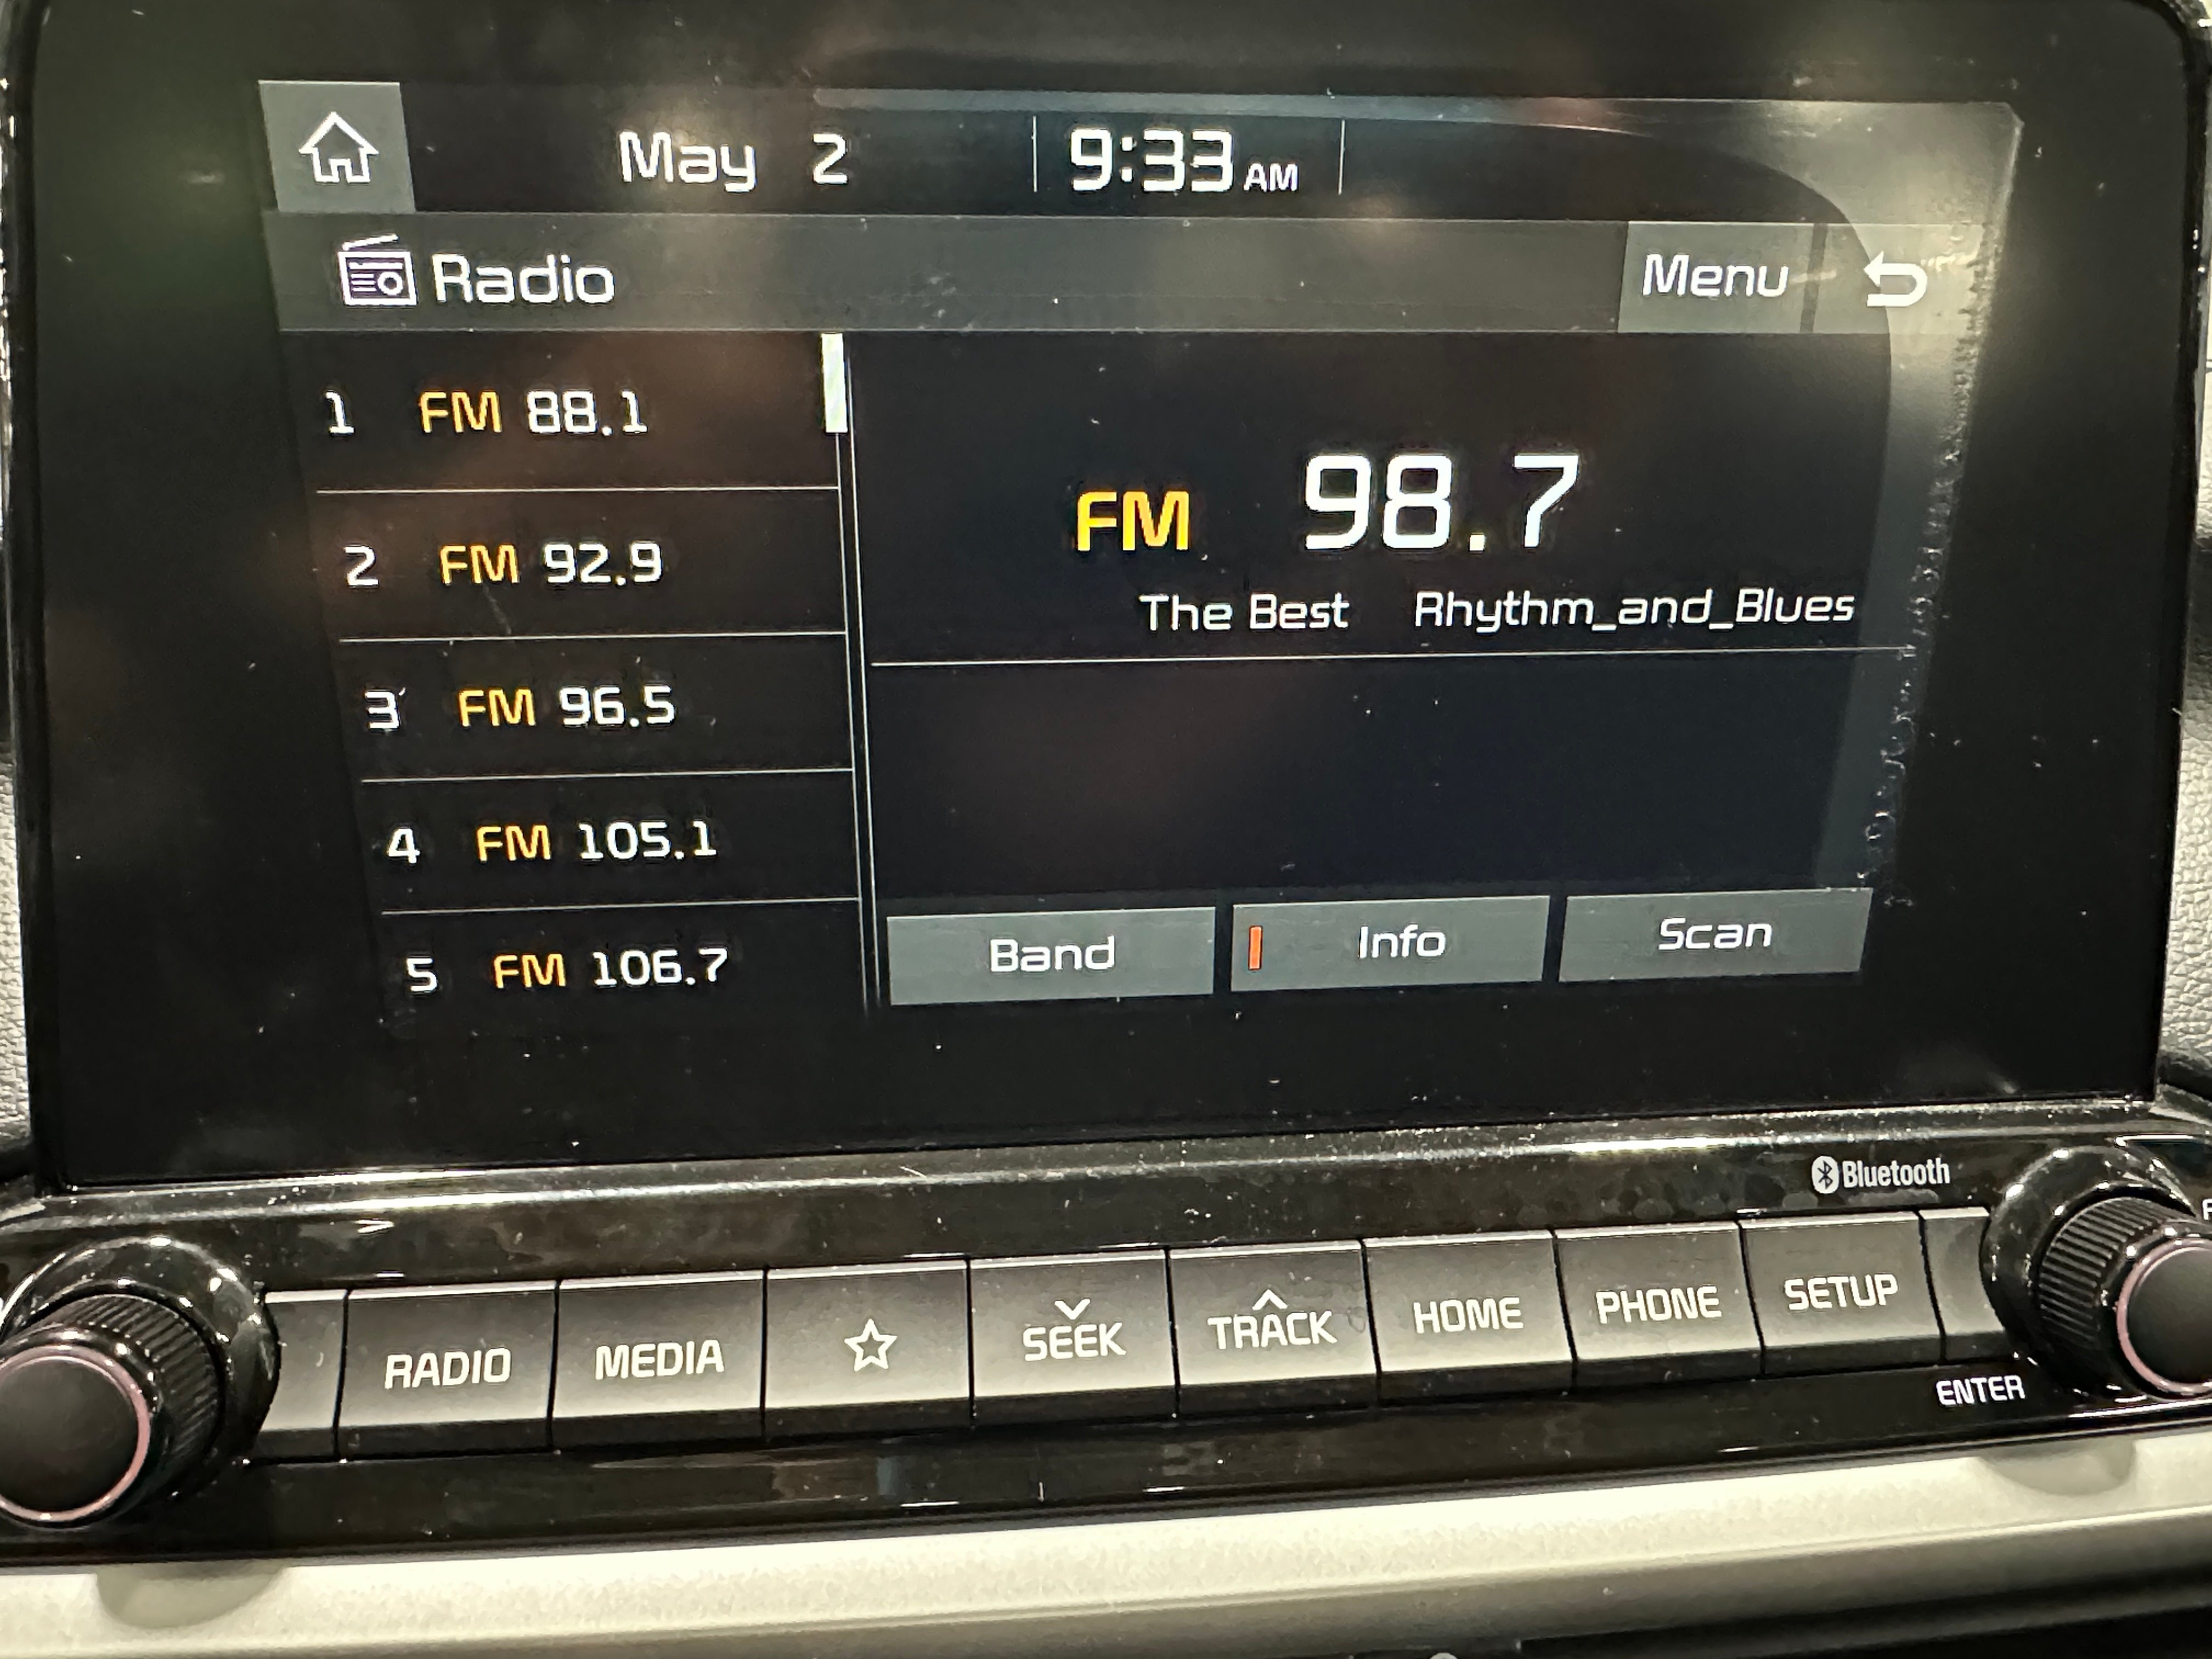 May 2 9:33 AM
Radio Menu
1 FM 88.1
2 FM 92.9
3 FM 96.5
4 FM 105.1
5 FM 106.7
FM 98.7
The Best Rhythm_and_Blues
Band Info Scan
Bluetooth
RADIO MEDIA SEEK TRACK HOME PHONE SETUP
ENTER